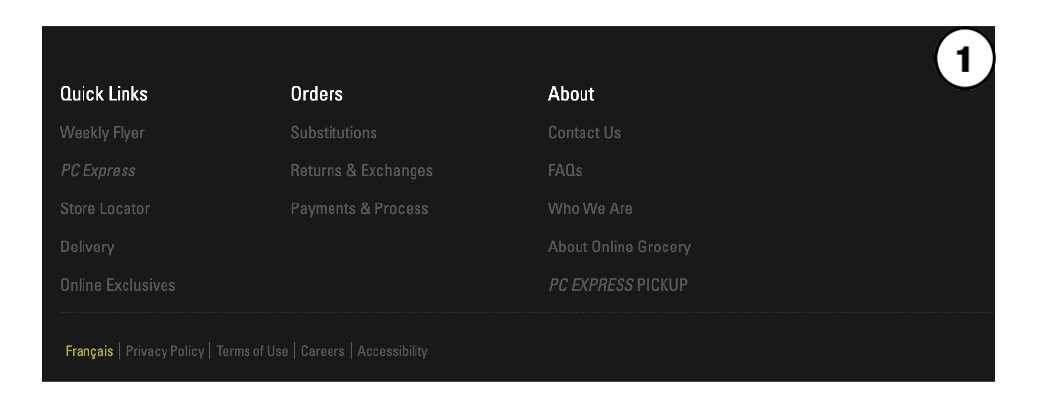 1
Quick Links
Weekly Flyer
PC Express
Store Locator
Delivery
Online Exclusives
Orders
Substitutions
Returns & Exchanges
Payments & Process
About
Contact Us
FAQs
Who We Are
About Online Grocery
PC EXPRESS PICKUP
Français | Privacy Policy | Terms of Use | Careers | Accessibility